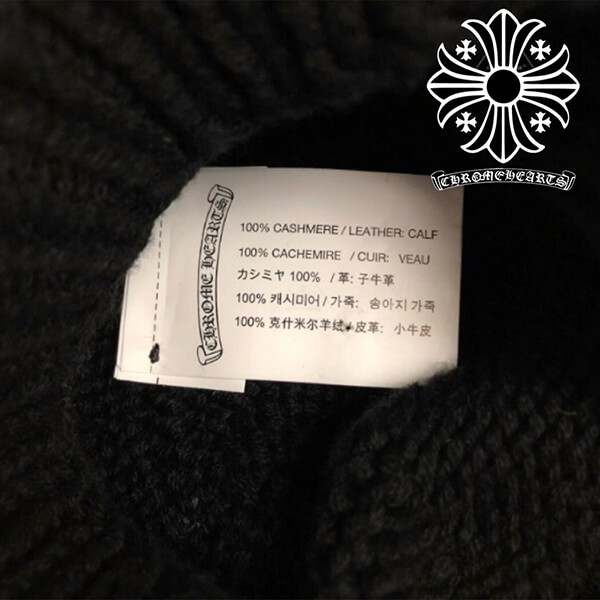 CHROMEHEARTS
CHROME HEARTS
100% CASHMERE / LEATHER: CALF
100% CACHEMIRE / CUIR: VEAU
カシミヤ 100% / 革: 子牛革
100% 캐시미어 / 가죽: 송아지 가죽
100% 克什米尔羊绒 / 皮革: 小牛皮